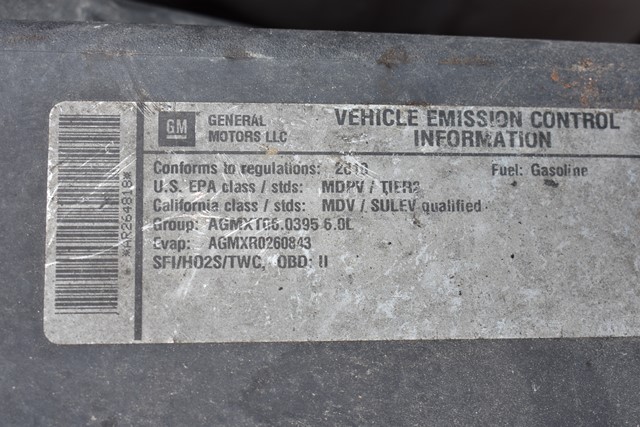 GM GENERAL MOTORS LLC
VEHICLE EMISSION CONTROL
INFORMATION
Conforms to regulations: 2010 Fuel: Gasoline
U.S. EPA class / stds: MDPV / TIER2
California class / stds: MDV / SULEV qualified
Group: AGMXT06.0395 6.0L
Evap: AGMXR0260843
SFI/HO2S/TWC, OBD: II
*AR264818*